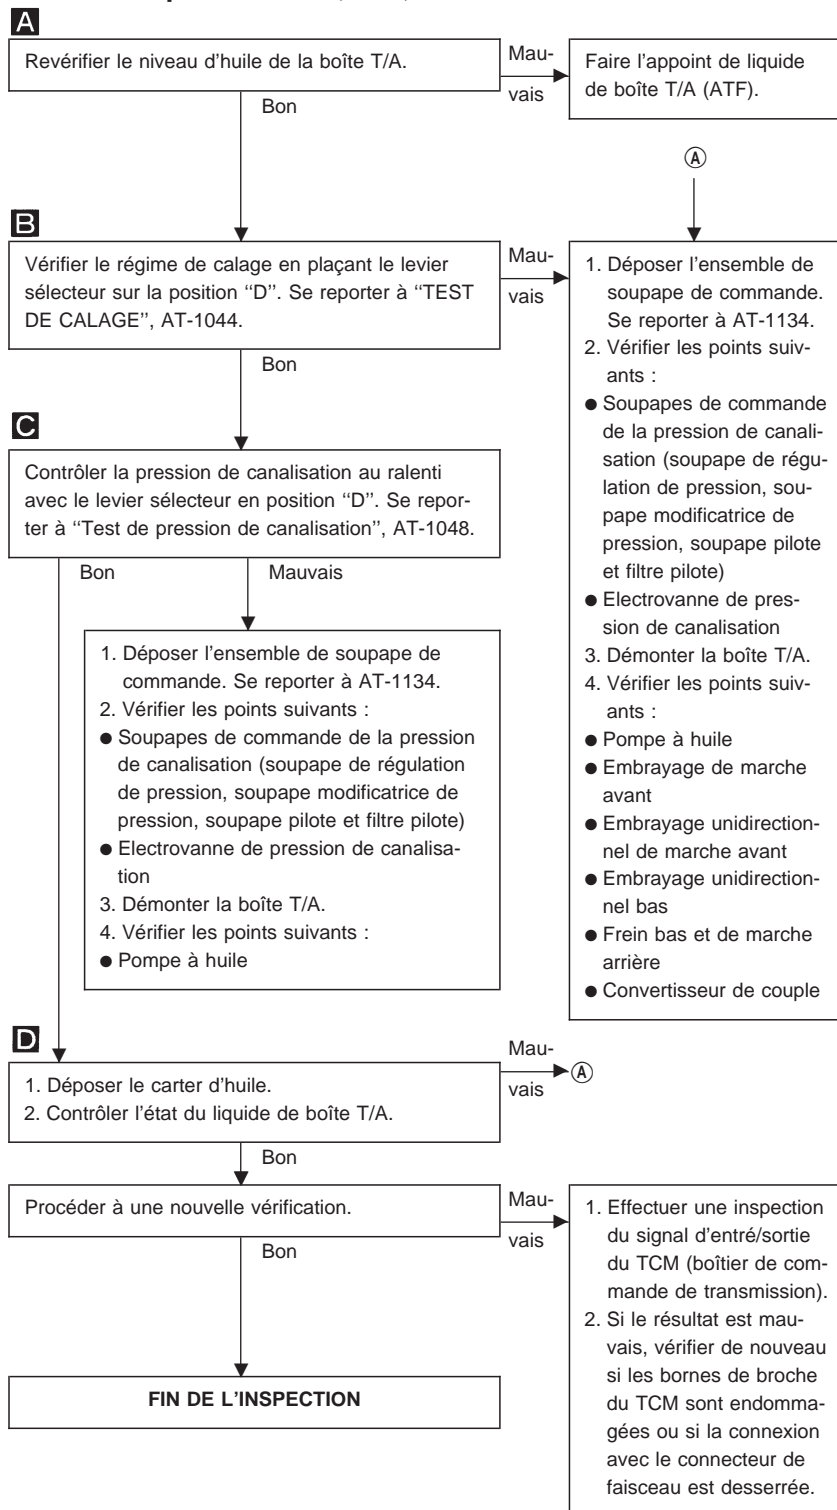 A
Revérifier le niveau d'huile de la boîte T/A.
Mau-
vais
Faire l'appoint de liquide
de boîte T/A (ATF).
Bon
Ⓐ
B
Vérifier le régime de calage en plaçant le levier
sélecteur sur la position ‘‘D’’. Se reporter à ‘‘TEST
DE CALAGE’’, AT-1044.
Mau-
vais
Bon
1. Déposer l'ensemble de
soupape de commande.
Se reporter à AT-1134.
2. Vérifier les points suiv-
ants :
● Soupapes de commande
de la pression de canali-
sation (soupape de régu-
lation de pression, sou-
pape modificatrice de
pression, soupape pilote
et filtre pilote)
● Electrovanne de pres-
sion de canalisation
3. Démonter la boîte T/A.
4. Vérifier les points suiv-
ants :
● Pompe à huile
● Embrayage de marche
avant
● Embrayage unidirection-
nel de marche avant
● Embrayage unidirection-
nel bas
● Frein bas et de marche
arrière
● Convertisseur de couple
C
Contrôler la pression de canalisation au ralenti
avec le levier sélecteur en position ‘‘D’’. Se repor-
ter à ‘‘Test de pression de canalisation’’, AT-1048.
Bon
Mauvais
1. Déposer l'ensemble de soupape de
commande. Se reporter à AT-1134.
2. Vérifier les points suivants :
● Soupapes de commande de la pression
de canalisation (soupape de régulation
de pression, soupape modificatrice de
pression, soupape pilote et filtre pilote)
● Electrovanne de pression de canalisa-
tion
3. Démonter la boîte T/A.
4. Vérifier les points suivants :
● Pompe à huile
D
1. Déposer le carter d'huile.
2. Contrôler l'état du liquide de boîte T/A.
Mau-
vais
Ⓐ
Bon
Procéder à une nouvelle vérification.
Mau-
vais
Bon
1. Effectuer une inspection
du signal d'entré/sortie
du TCM (boîtier de com-
mande de transmission).
2. Si le résultat est mau-
vais, vérifier de nouveau
si les bornes de broche
du TCM sont endomma-
gées ou si la connexion
avec le connecteur de
faisceau est desserrée.
FIN DE L'INSPECTION